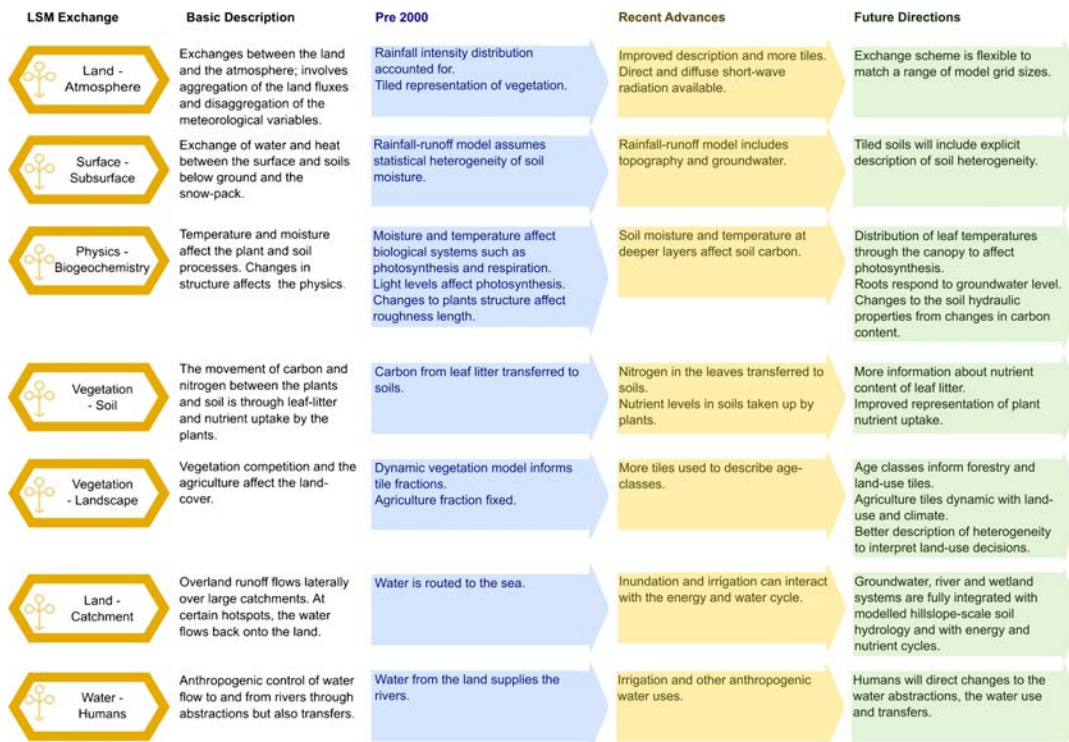 LSM Exchange
Basic Description
Pre 2000
Recent Advances
Future Directions
Land -
Atmosphere
Exchanges between the land
and the atmosphere; involves
aggregation of the land fluxes
and disaggregation of the
meteorological variables.
Rainfall intensity distribution
accounted for.
Tiled representation of vegetation.
Improved description and more tiles.
Direct and diffuse short-wave
radiation available.
Exchange scheme is flexible to
match a range of model grid sizes.
Surface -
Subsurface
Exchange of water and heat
between the surface and soils
below ground and the
snow-pack.
Rainfall-runoff model assumes
statistical heterogeneity of soil
moisture.
Rainfall-runoff model includes
topography and groundwater.
Tiled soils will include explicit
description of soil heterogeneity.
Physics -
Biogeochemistry
Temperature and moisture
affect the plant and soil
processes. Changes in
structure affects the physics.
Moisture and temperature affect
biological systems such as
photosynthesis and respiration.
Light levels affect photosynthesis.
Changes to plants structure affect
roughness length.
Soil moisture and temperature at
deeper layers affect soil carbon.
Distribution of leaf temperatures
through the canopy to affect
photosynthesis.
Roots respond to groundwater level.
Changes to the soil hydraulic
properties from changes in carbon
content.
Vegetation
- Soil
The movement of carbon and
nitrogen between the plants
and soil is through leaf-litter
and nutrient uptake by the
plants.
Carbon from leaf litter transferred to
soils.
Nitrogen in the leaves transferred to
soils.
Nutrient levels in soils taken up by
plants.
More information about nutrient
content of leaf litter.
Improved representation of plant
nutrient uptake.
Vegetation
- Landscape
Vegetation competition and the
agriculture affect the land-
cover.
Dynamic vegetation model informs
tile fractions.
Agriculture fraction fixed.
More tiles used to describe age-
classes.
Age classes inform forestry and
land-use tiles.
Agriculture tiles dynamic with land-
use and climate.
Better description of heterogeneity
to interpret land-use decisions.
Land -
Catchment
Overland runoff flows laterally
over large catchments. At
certain hotspots, the water
flows back onto the land.
Water is routed to the sea.
Inundation and irrigation can interact
with the energy and water cycle.
Groundwater, river and wetland
systems are fully integrated with
modelled hillslope-scale soil
hydrology and with energy and
nutrient cycles.
Water -
Humans
Anthropogenic control of water
flow to and from rivers through
abstractions but also transfers.
Water from the land supplies the
rivers.
Irrigation and other anthropogenic
water uses.
Humans will direct changes to the
water abstractions, the water use
and transfers.